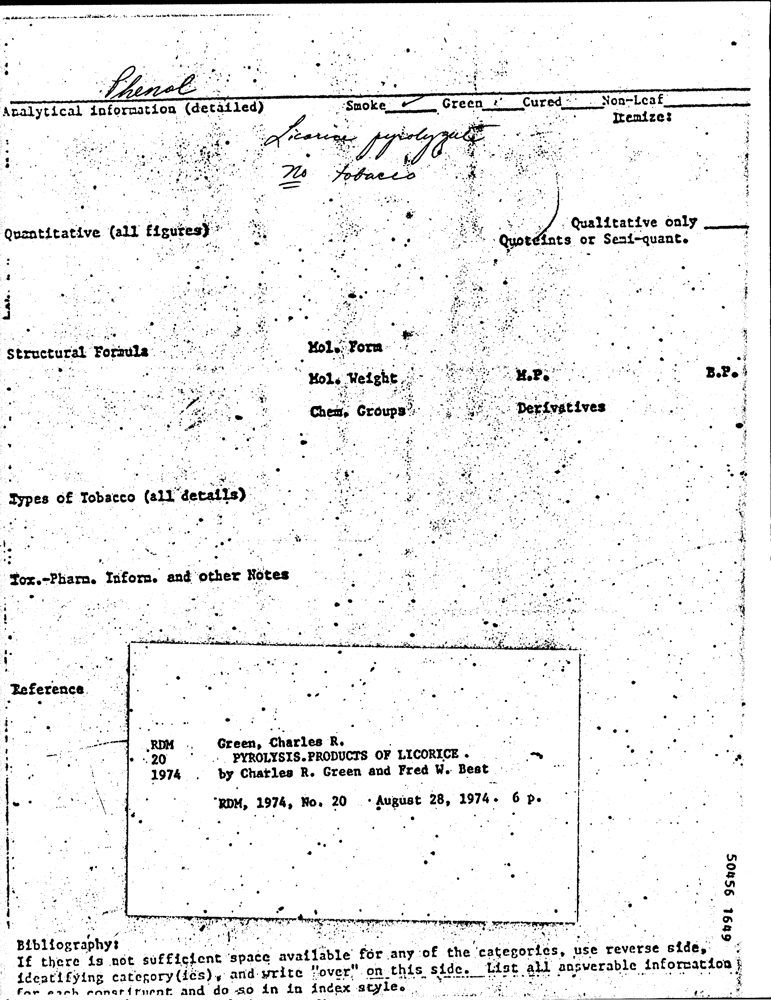 Phenol
Analytical information (detailed) Smoke ✓ Green Cured Non-Leaf
Itemize:
Licorice pyrolyzate
no tobacco
Qualitative only
Quantitative (all figures)
Quoteints or Semi-quant.
Structural Formula Mol. Form
Mol. Weight M.P. B.P.
Chem. Groups Derivatives
Types of Tobacco (all details)
Tox.-Pharm. Inform. and other Notes
Reference
RDM Green, Charles R.
20 PYROLYSIS PRODUCTS OF LICORICE.
1974 by Charles R. Green and Fred W. Best
RDM, 1974, No. 20 August 28, 1974. 6 p.
50456 1649
Bibliography:
If there is not sufficient space available for any of the categories, use reverse side,
identifying category(ies), and write "over" on this side. List all answerable information
for each constituent and do so in in index style.